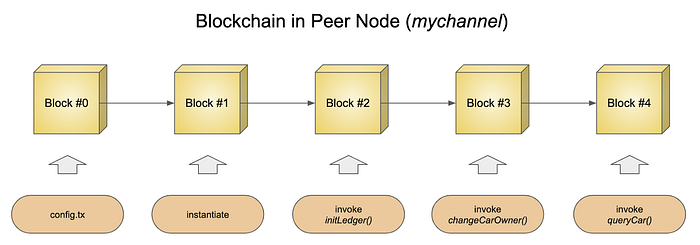 Blockchain in Peer Node (mychannel)
Block #0
Block #1
Block #2
Block #3
Block #4
config.tx
instantiate
invoke
initLedger()
invoke
changeCarOwner()
invoke
queryCar()